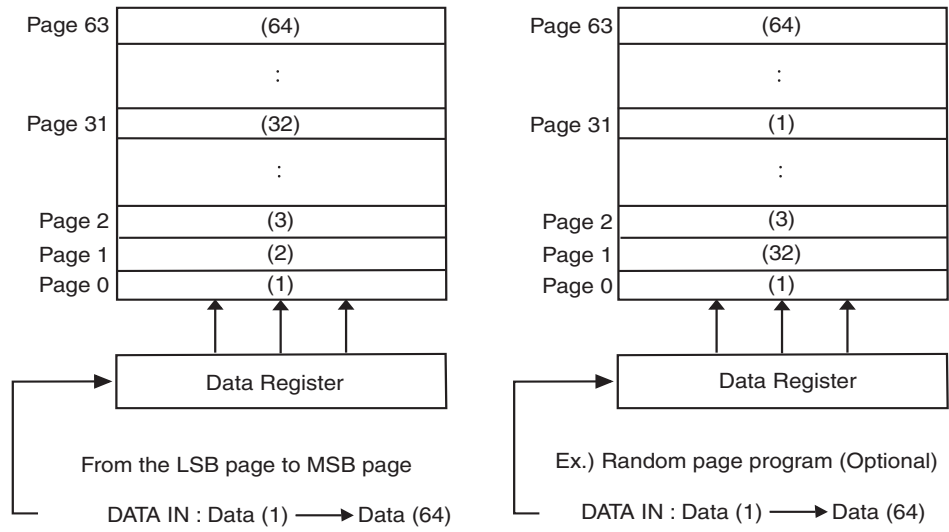 Page 63 (64)
:
Page 31 (32)
:
Page 2 (3)
Page 1 (2)
Page 0 (1)
Data Register
From the LSB page to MSB page
DATA IN : Data (1) Data (64)
Page 63 (64)
:
Page 31 (1)
:
Page 2 (3)
Page 1 (32)
Page 0 (1)
Data Register
Ex.) Random page program (Optional)
DATA IN : Data (1) Data (64)